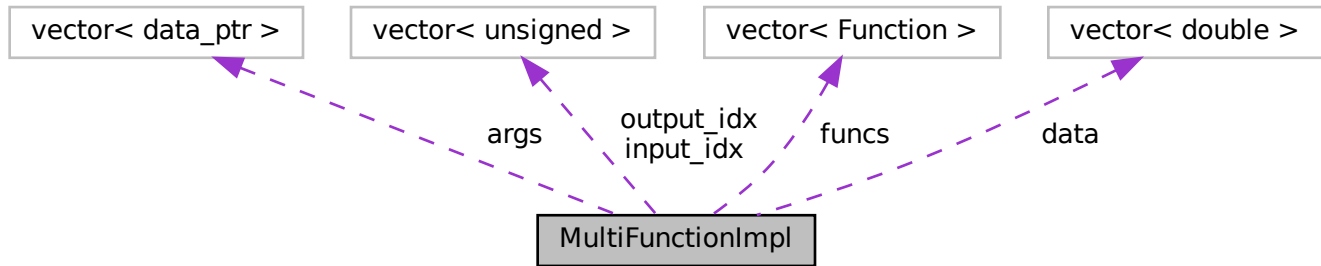 vector< data_ptr >
vector< unsigned >
vector< Function >
vector< double >
args
output_idx
input_idx
funcs
data
MultiFunctionImpl